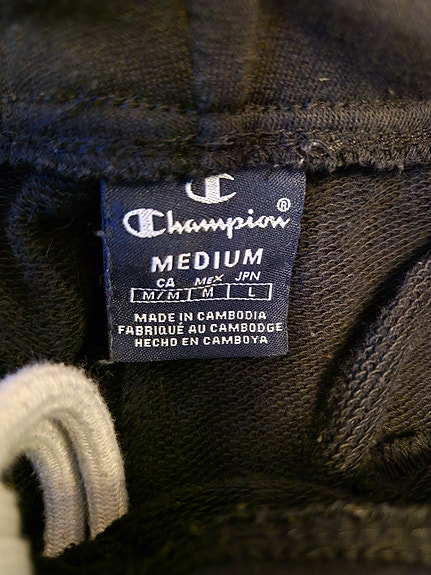 Champion®
MEDIUM
CA MEX JPN
M/M M L
MADE IN CAMBODIA
FABRIQUÉ AU CAMBODGE
HECHO EN CAMBOYA